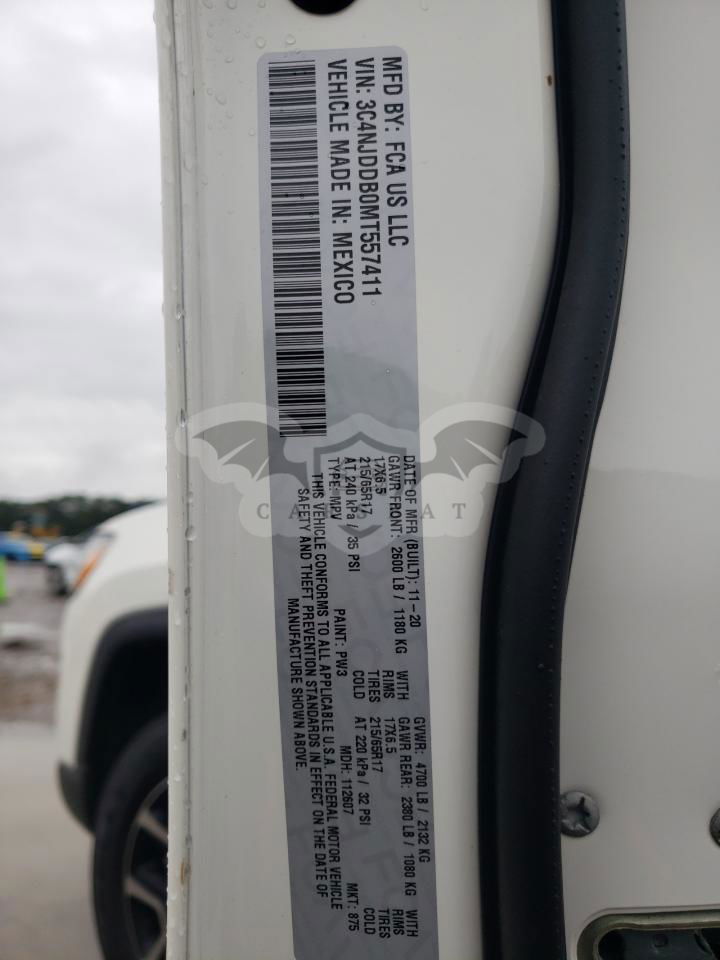 MFD BY: FCA US LLC
VIN: 3C4NJDDB0MT557411
VEHICLE MADE IN: MEXICO
DATE OF MFR (BUILT): 11-20 GVWR: 4700 LB / 2132 KG
GAWR FRONT: 2600 LB / 1180 KG WITH GAWR REAR: 2380 LB / 1080 KG WITH
17X6.5 RIMS 17X6.5 RIMS
215/65R17 TIRES 215/65R17 TIRES
AT 240 kPa / 35 PSI COLD AT 220 kPa / 32 PSI COLD
TYPE: MPV PAINT: PW3 MDH: 112607 MKT: 875
THIS VEHICLE CONFORMS TO ALL APPLICABLE U.S.A. FEDERAL MOTOR VEHICLE
SAFETY AND THEFT PREVENTION STANDARDS IN EFFECT ON THE DATE OF
MANUFACTURE SHOWN ABOVE.